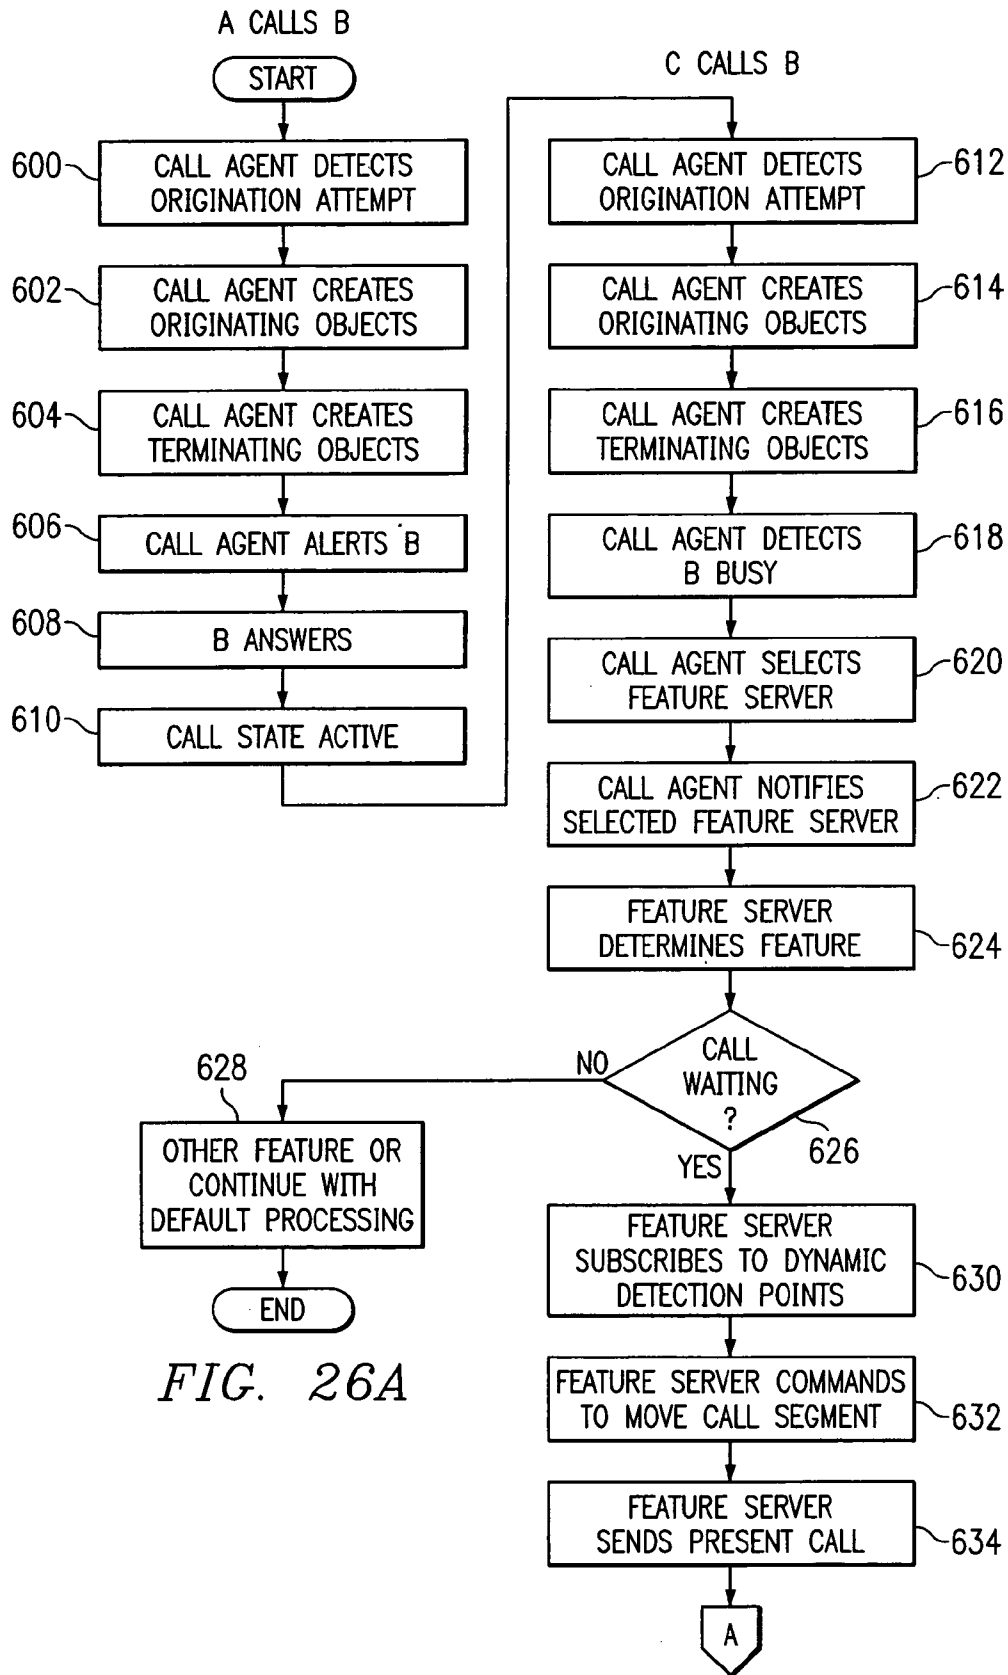 A CALLS B
START
600
CALL AGENT DETECTS
ORIGINATION ATTEMPT
602
CALL AGENT CREATES
ORIGINATING OBJECTS
604
CALL AGENT CREATES
TERMINATING OBJECTS
606
CALL AGENT ALERTS B
608
B ANSWERS
610
CALL STATE ACTIVE
C CALLS B
CALL AGENT DETECTS
ORIGINATION ATTEMPT
612
CALL AGENT CREATES
ORIGINATING OBJECTS
614
CALL AGENT CREATES
TERMINATING OBJECTS
616
CALL AGENT DETECTS
B BUSY
618
CALL AGENT SELECTS
FEATURE SERVER
620
CALL AGENT NOTIFIES
SELECTED FEATURE SERVER
622
FEATURE SERVER
DETERMINES FEATURE
624
CALL
WAITING
?
626
NO
628
OTHER FEATURE OR
CONTINUE WITH
DEFAULT PROCESSING
END
YES
FEATURE SERVER
SUBSCRIBES TO DYNAMIC
DETECTION POINTS
630
FEATURE SERVER COMMANDS
TO MOVE CALL SEGMENT
632
FEATURE SERVER
SENDS PRESENT CALL
634
A
FIG. 26A